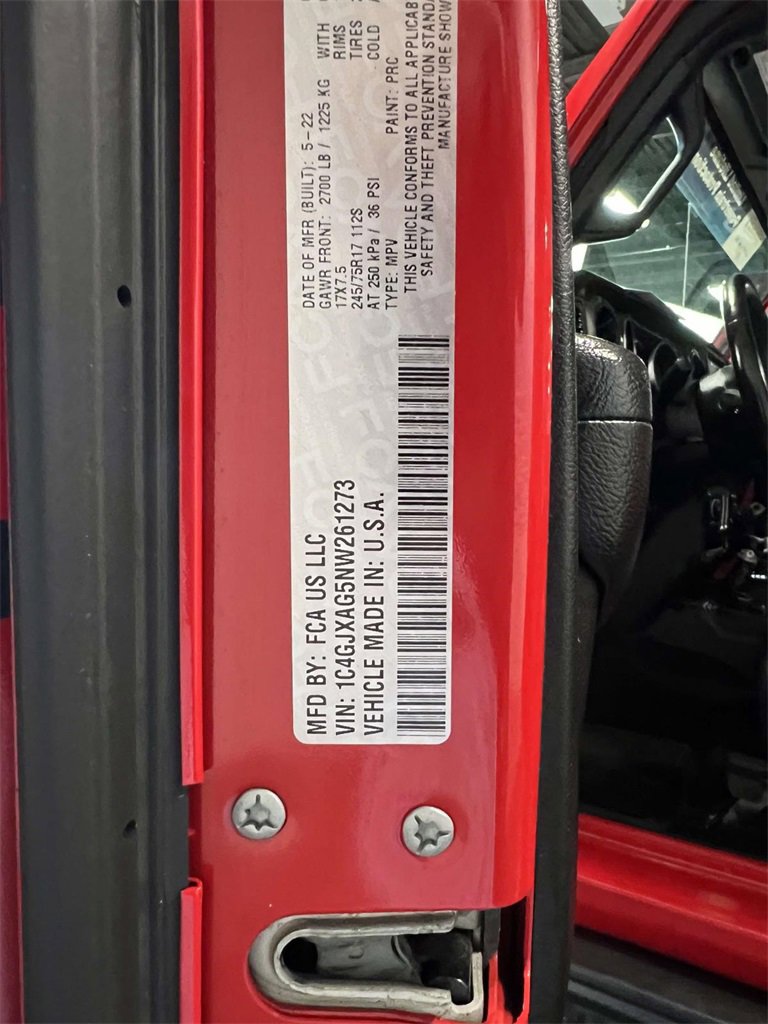 MFD BY: FCA US LLC
VIN: 1C4GJXAG5NW261273
VEHICLE MADE IN: U.S.A.
DATE OF MFR (BUILT): 5-22
GAWR FRONT: 2700 LB / 1225 KG WITH
17X7.5 RIMS
245/75R17 112S TIRES
AT 250 kPa / 36 PSI COLD
TYPE: MPV PAINT: PRC
THIS VEHICLE CONFORMS TO ALL APPLICAB
SAFETY AND THEFT PREVENTION STANDA
MANUFACTURE SHOW